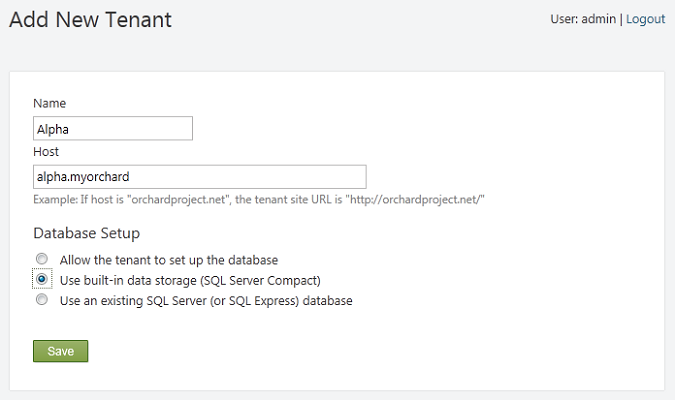 Add New Tenant
User: admin | Logout
Name
Alpha
Host
alpha.myorchard
Example: If host is "orchardproject.net", the tenant site URL is "http://orchardproject.net/"
Database Setup
Allow the tenant to set up the database
Use built-in data storage (SQL Server Compact)
Use an existing SQL Server (or SQL Express) database
Save